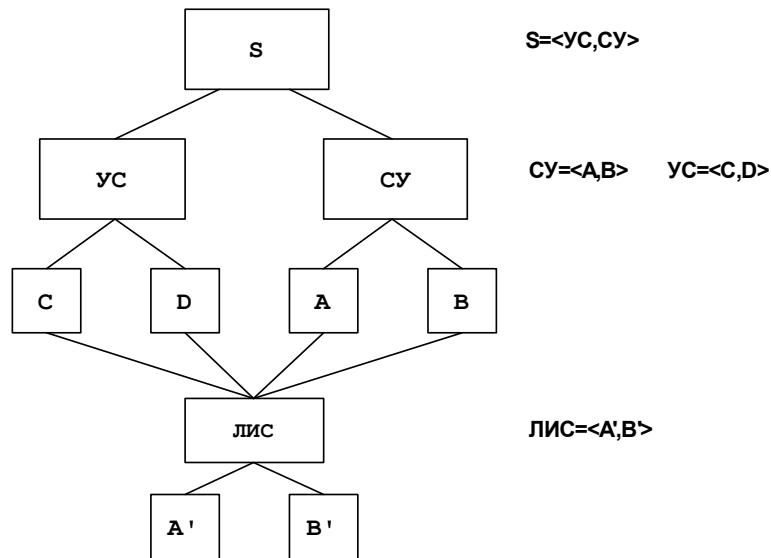 S
S=<УС,СУ>
УС
СУ
СУ=<A,B>
УС=<C,D>
C
D
A
B
ЛИС
ЛИС=<A',B'>
A'
B'